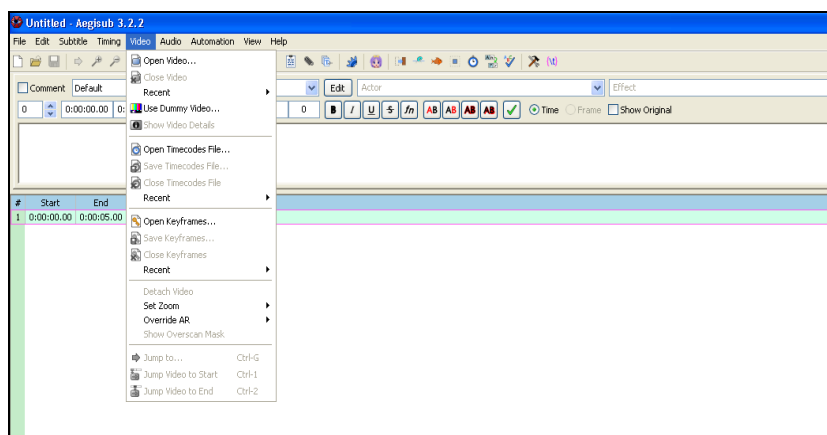 Untitled - Aegisub 3.2.2
File Edit Subtitle Timing Video Audio Automation View Help
Comment Default Edit Actor Effect
0 0:00:00.00 0: 0 B I U S fn AB AB AB AB Time Frame Show Original
# Start End
1 0:00:00.00 0:00:05.00
Open Video...
Close Video
Recent
Use Dummy Video...
Show Video Details
Open Timecodes File...
Save Timecodes File...
Close Timecodes File
Recent
Open Keyframes...
Save Keyframes...
Close Keyframes
Recent
Detach Video
Set Zoom
Override AR
Show Overscan Mask
Jump to... Ctrl-G
Jump Video to Start Ctrl-1
Jump Video to End Ctrl-2